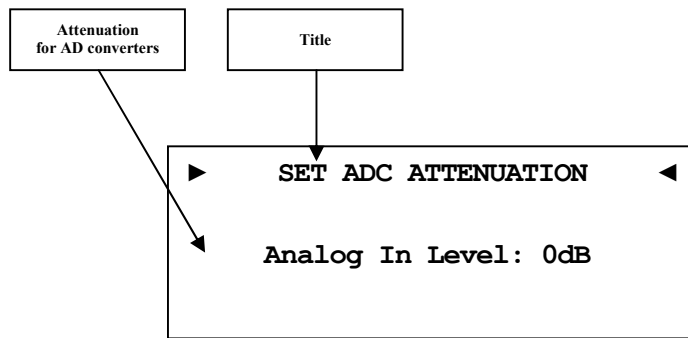 Attenuation
for AD converters
Title
► SET ADC ATTENUATION ◄
Analog In Level: 0dB